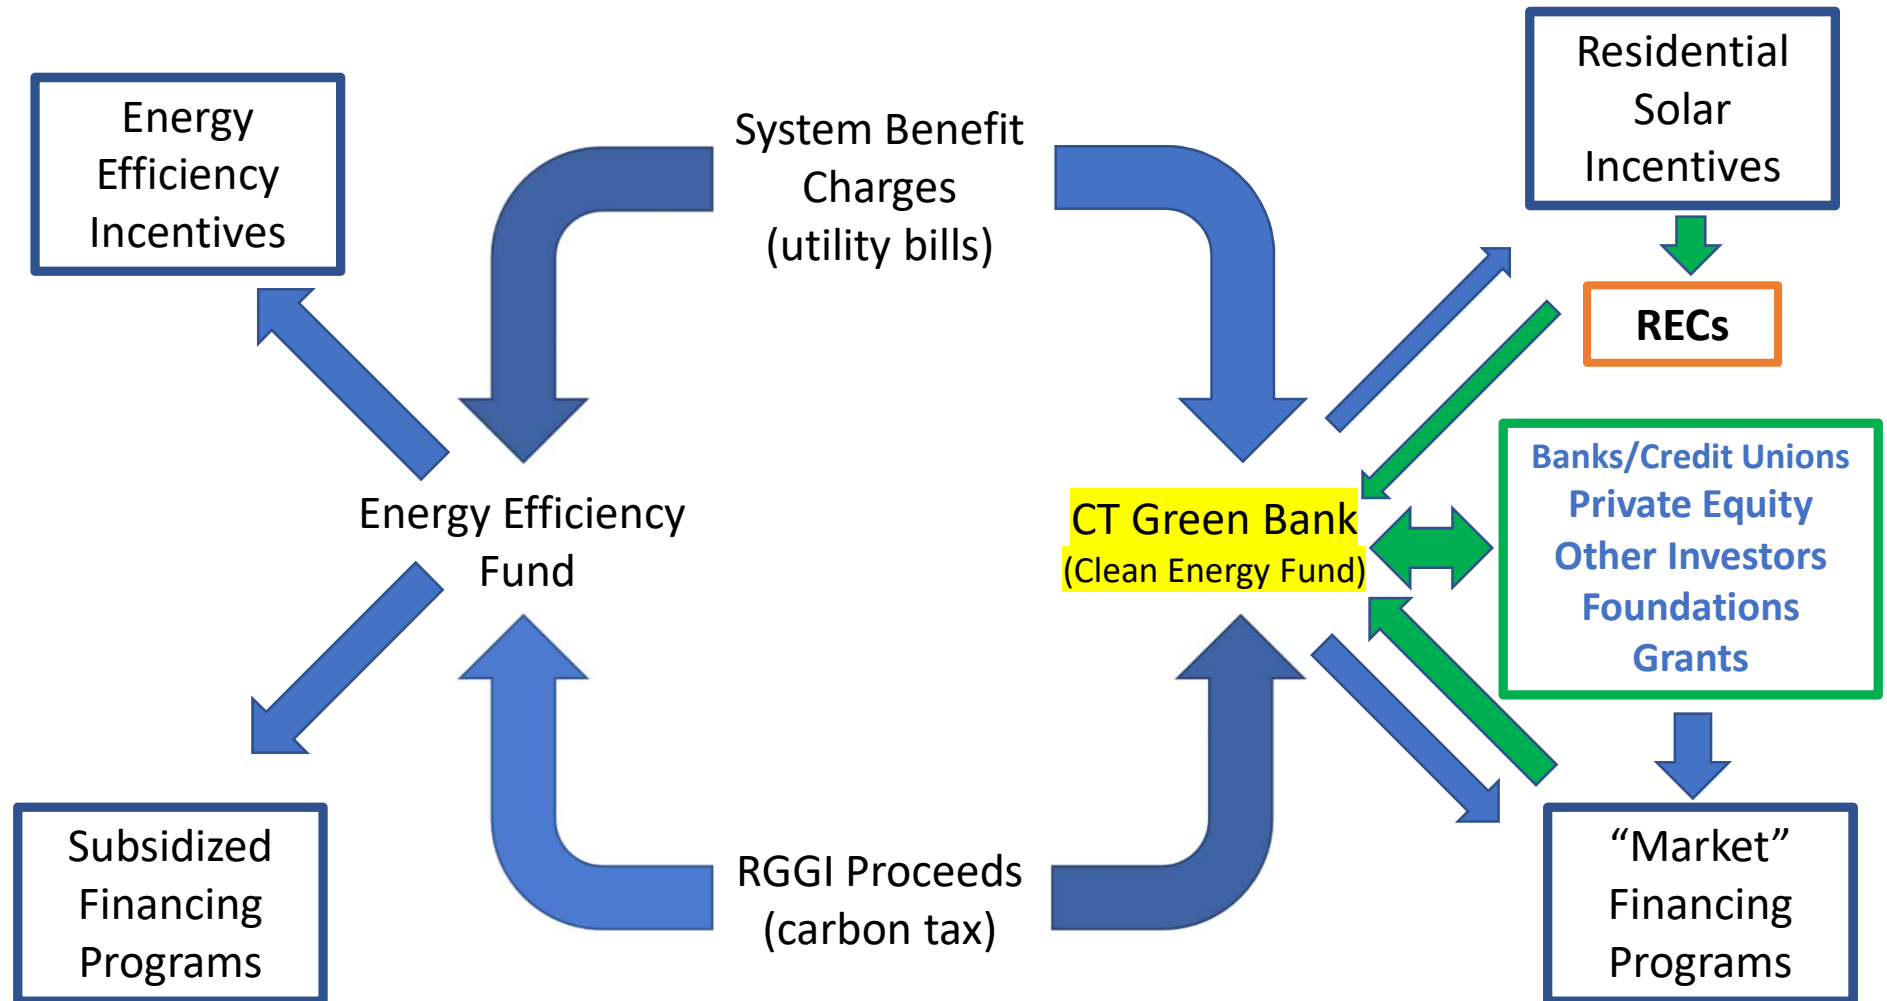 Energy
Efficiency
Incentives
System Benefit
Charges
(utility bills)
Residential
Solar
Incentives
RECs
Energy Efficiency
Fund
CT Green Bank
(Clean Energy Fund)
Banks/Credit Unions
Private Equity
Other Investors
Foundations
Grants
Subsidized
Financing
Programs
RGGI Proceeds
(carbon tax)
“Market”
Financing
Programs